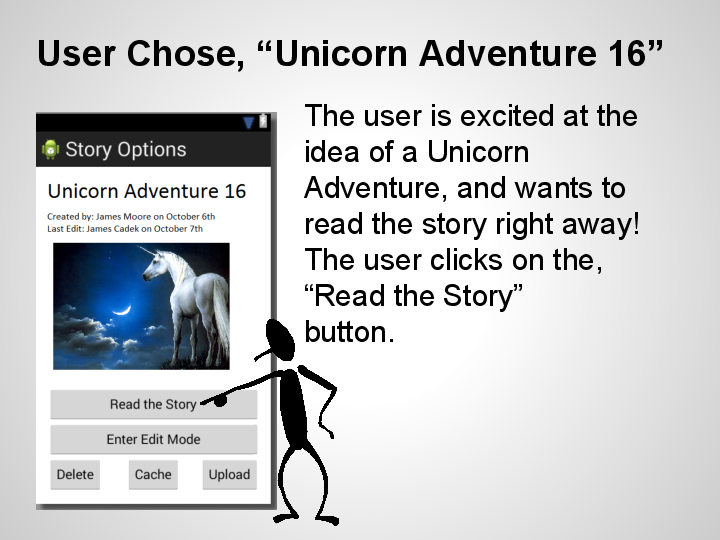 User Chose, “Unicorn Adventure 16”
Story Options
Unicorn Adventure 16
Created by: James Moore on October 6th
Last Edit: James Cadek on October 7th
Read the Story
Enter Edit Mode
Delete Cache Upload
The user is excited at the
idea of a Unicorn
Adventure, and wants to
read the story right away!
The user clicks on the,
“Read the Story”
button.